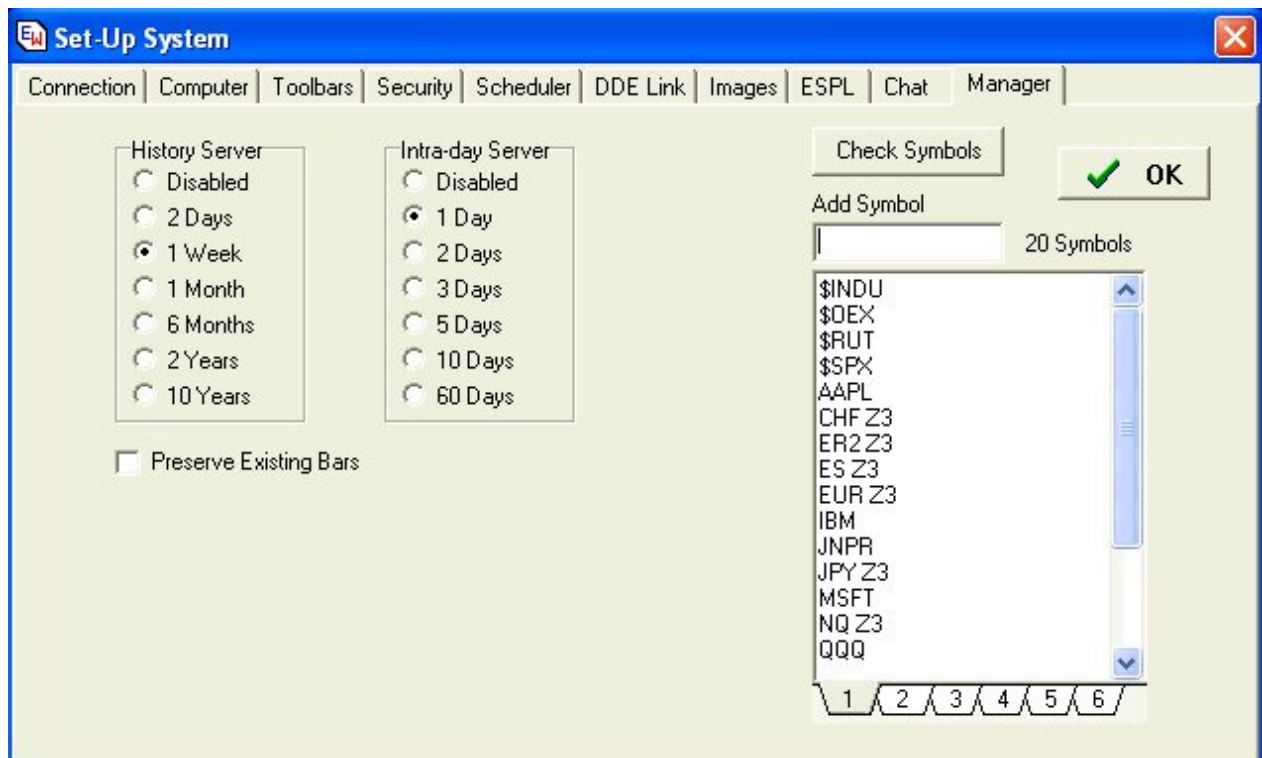 EW Set-Up System
Connection Computer Toolbars Security Scheduler DDE Link Images ESPL Chat Manager
History Server
Disabled
2 Days
1 Week
1 Month
6 Months
2 Years
10 Years
Preserve Existing Bars
Intra-day Server
Disabled
1 Day
2 Days
3 Days
5 Days
10 Days
60 Days
Check Symbols
OK
Add Symbol
20 Symbols
$INDU
$OEX
$RUT
$SPX
AAPL
CHF Z3
ER2 Z3
ES Z3
EUR Z3
IBM
JNPR
JPY Z3
MSFT
NQ Z3
QQQ
1 2 3 4 5 6